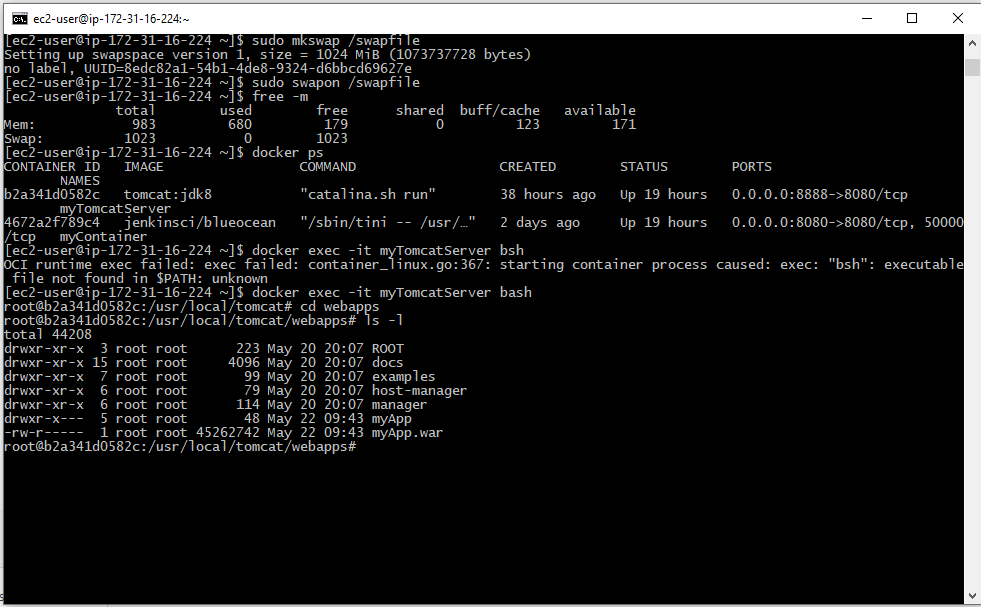 ec2-user@ip-172-31-16-224:~
[ec2-user@ip-172-31-16-224 ~]$ sudo mkswap /swapfile
Setting up swapspace version 1, size = 1024 MiB (1073737728 bytes)
no label, UUID=8edc82a1-54b1-4de8-9324-d6bbcd69627e
[ec2-user@ip-172-31-16-224 ~]$ sudo swapon /swapfile
[ec2-user@ip-172-31-16-224 ~]$ free -m
              total        used        free      shared  buff/cache   available
Mem:            983         680         179           0         123         171
Swap:          1023           0        1023
[ec2-user@ip-172-31-16-224 ~]$ docker ps
CONTAINER ID   IMAGE                 COMMAND                  CREATED        STATUS        PORTS
       NAMES
b2a341d0582c   tomcat:jdk8           "catalina.sh run"        38 hours ago   Up 19 hours   0.0.0.0:8888->8080/tcp
       myTomcatServer
4672a2f789c4   jenkinsci/blueocean   "/sbin/tini -- /usr/…"   2 days ago     Up 19 hours   0.0.0.0:8080->8080/tcp, 50000
/tcp   myContainer
[ec2-user@ip-172-31-16-224 ~]$ docker exec -it myTomcatServer bsh
OCI runtime exec failed: exec failed: container_linux.go:367: starting container process caused: exec: "bsh": executable
 file not found in $PATH: unknown
[ec2-user@ip-172-31-16-224 ~]$ docker exec -it myTomcatServer bash
root@b2a341d0582c:/usr/local/tomcat# cd webapps
root@b2a341d0582c:/usr/local/tomcat/webapps# ls -l
total 44208
drwxr-xr-x  3 root root      223 May 20 20:07 ROOT
drwxr-xr-x 15 root root     4096 May 20 20:07 docs
drwxr-xr-x  7 root root       99 May 20 20:07 examples
drwxr-xr-x  6 root root       79 May 20 20:07 host-manager
drwxr-xr-x  6 root root      114 May 20 20:07 manager
drwxr-x---  5 root root       48 May 22 09:43 myApp
-rw-r-----  1 root root 45262742 May 22 09:43 myApp.war
root@b2a341d0582c:/usr/local/tomcat/webapps#